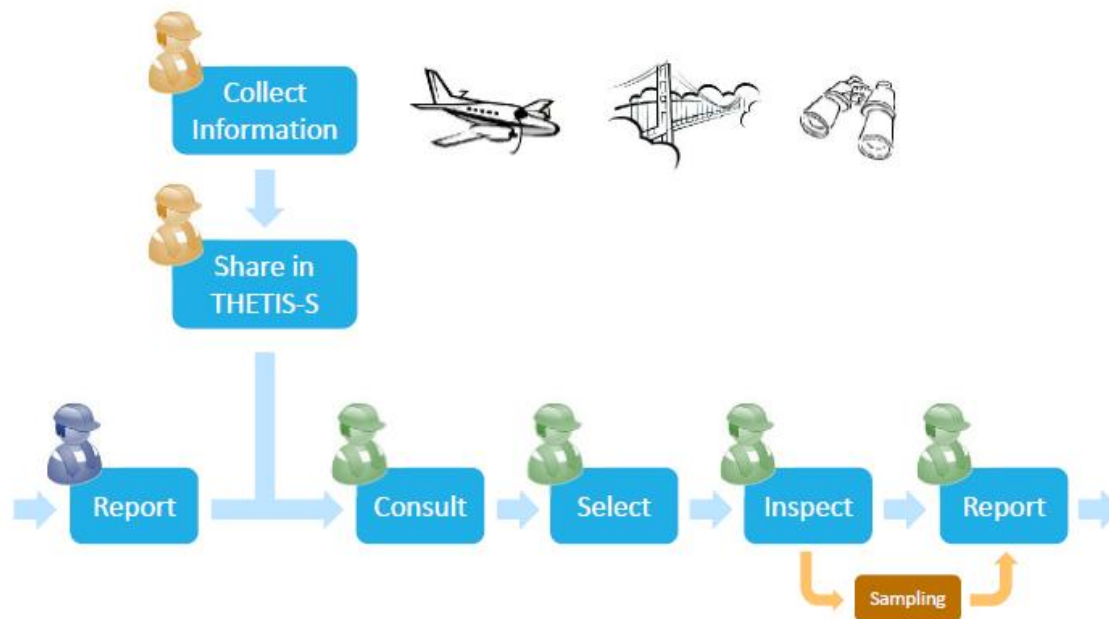 Collect
Information
Share in
THETIS-S
Report
Consult
Select
Inspect
Report
Sampling